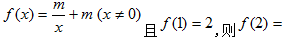 f(x) = m/x + m (x ≠ 0) 且 f(1) = 2 ,则 f(2) =